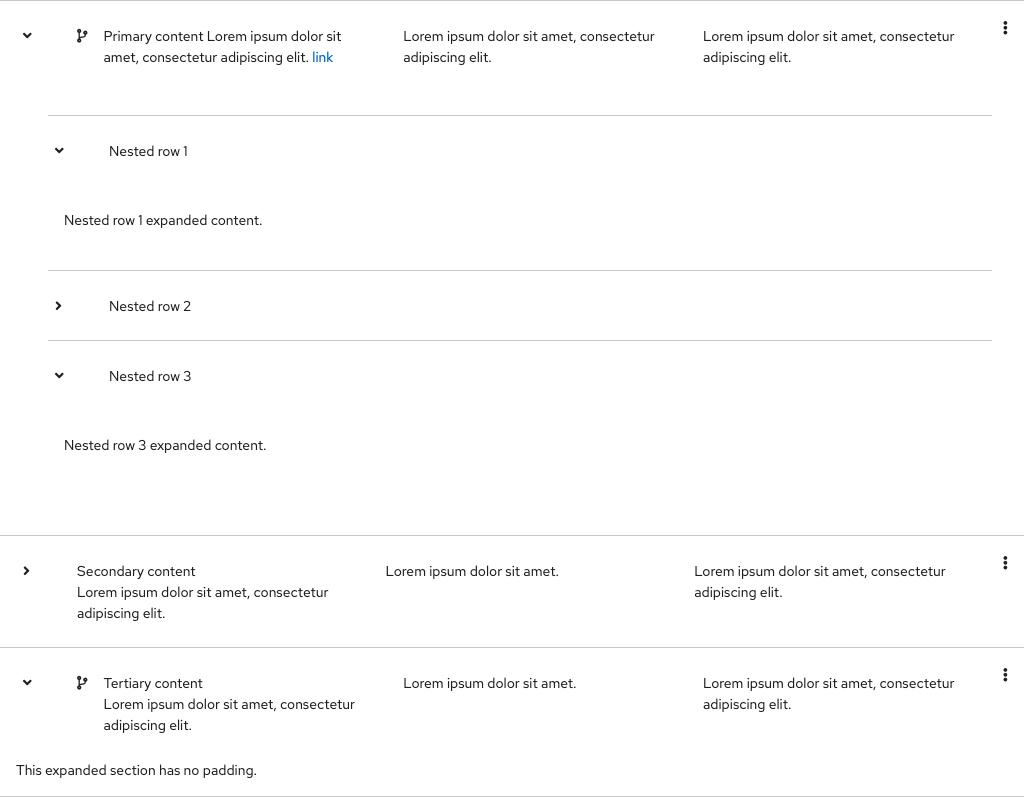 Primary content Lorem ipsum dolor sit
amet, consectetur adipiscing elit. link
Lorem ipsum dolor sit amet, consectetur
adipiscing elit.
Lorem ipsum dolor sit amet, consectetur
adipiscing elit.
Nested row 1
Nested row 1 expanded content.
Nested row 2
Nested row 3
Nested row 3 expanded content.
Secondary content
Lorem ipsum dolor sit amet, consectetur
adipiscing elit.
Lorem ipsum dolor sit amet.
Lorem ipsum dolor sit amet, consectetur
adipiscing elit.
Tertiary content
Lorem ipsum dolor sit amet, consectetur
adipiscing elit.
Lorem ipsum dolor sit amet.
Lorem ipsum dolor sit amet, consectetur
adipiscing elit.
This expanded section has no padding.